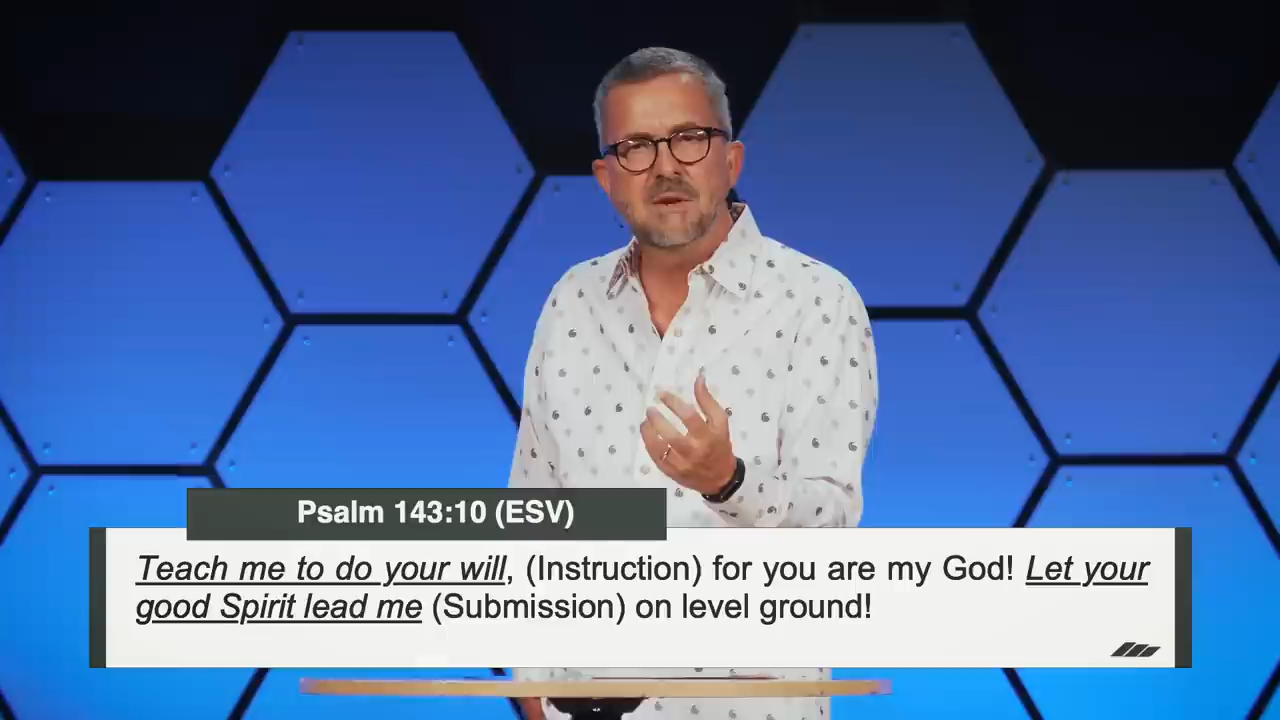 Psalm 143:10 (ESV)
Teach me to do your will, (Instruction) for you are my God! Let your
good Spirit lead me (Submission) on level ground!